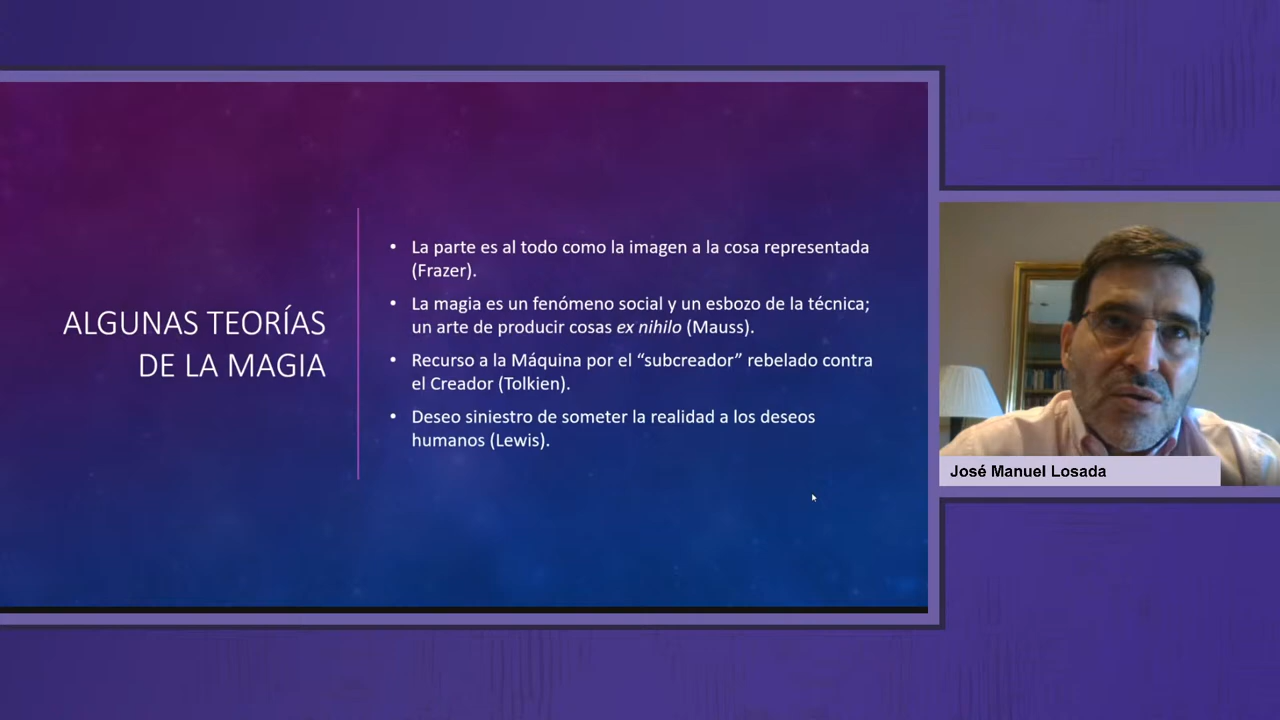 ALGUNAS TEORÍAS
DE LA MAGIA
• La parte es al todo como la imagen a la cosa representada
(Frazer).
• La magia es un fenómeno social y un esbozo de la técnica;
un arte de producir cosas ex nihilo (Mauss).
• Recurso a la Máquina por el “subcreador” rebelado contra
el Creador (Tolkien).
• Deseo siniestro de someter la realidad a los deseos
humanos (Lewis).
José Manuel Losada